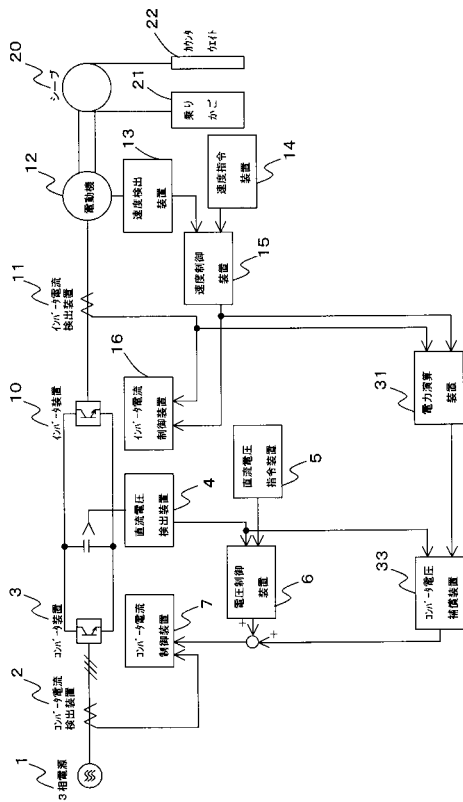 1
3相電源
2
コンバータ電流
検出装置
3
コンバータ装置
10
インバータ装置
11
インバータ電流
検出装置
12
電動機
20
シーブ
22
カウンタ
ウエイト
21
乗り
かご
13
速度検出
装置
14
速度指令
装置
15
速度制御
装置
16
インバータ電流
制御装置
4
直流電圧
検出装置
5
直流電圧
指令装置
7
コンバータ電流
制御装置
6
電圧制御
装置
+
+
31
電力演算
装置
33
コンバータ電圧
補償装置